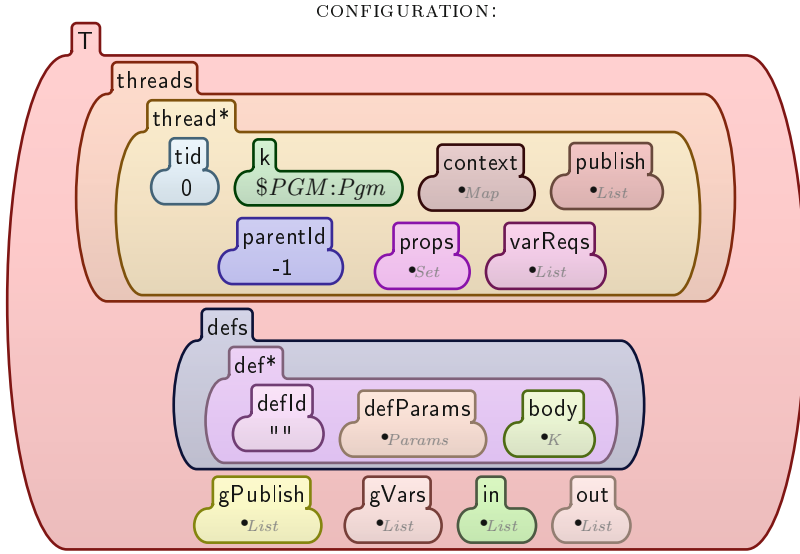 CONFIGURATION:
T
threads
thread*
tid k context publish
0 $PGM:Pgm •Map •List
parentId props varReqs
-1 •Set •List
defs
def*
defId defParams body
"" •Params •K
gPublish gVars in out
•List •List •List •List